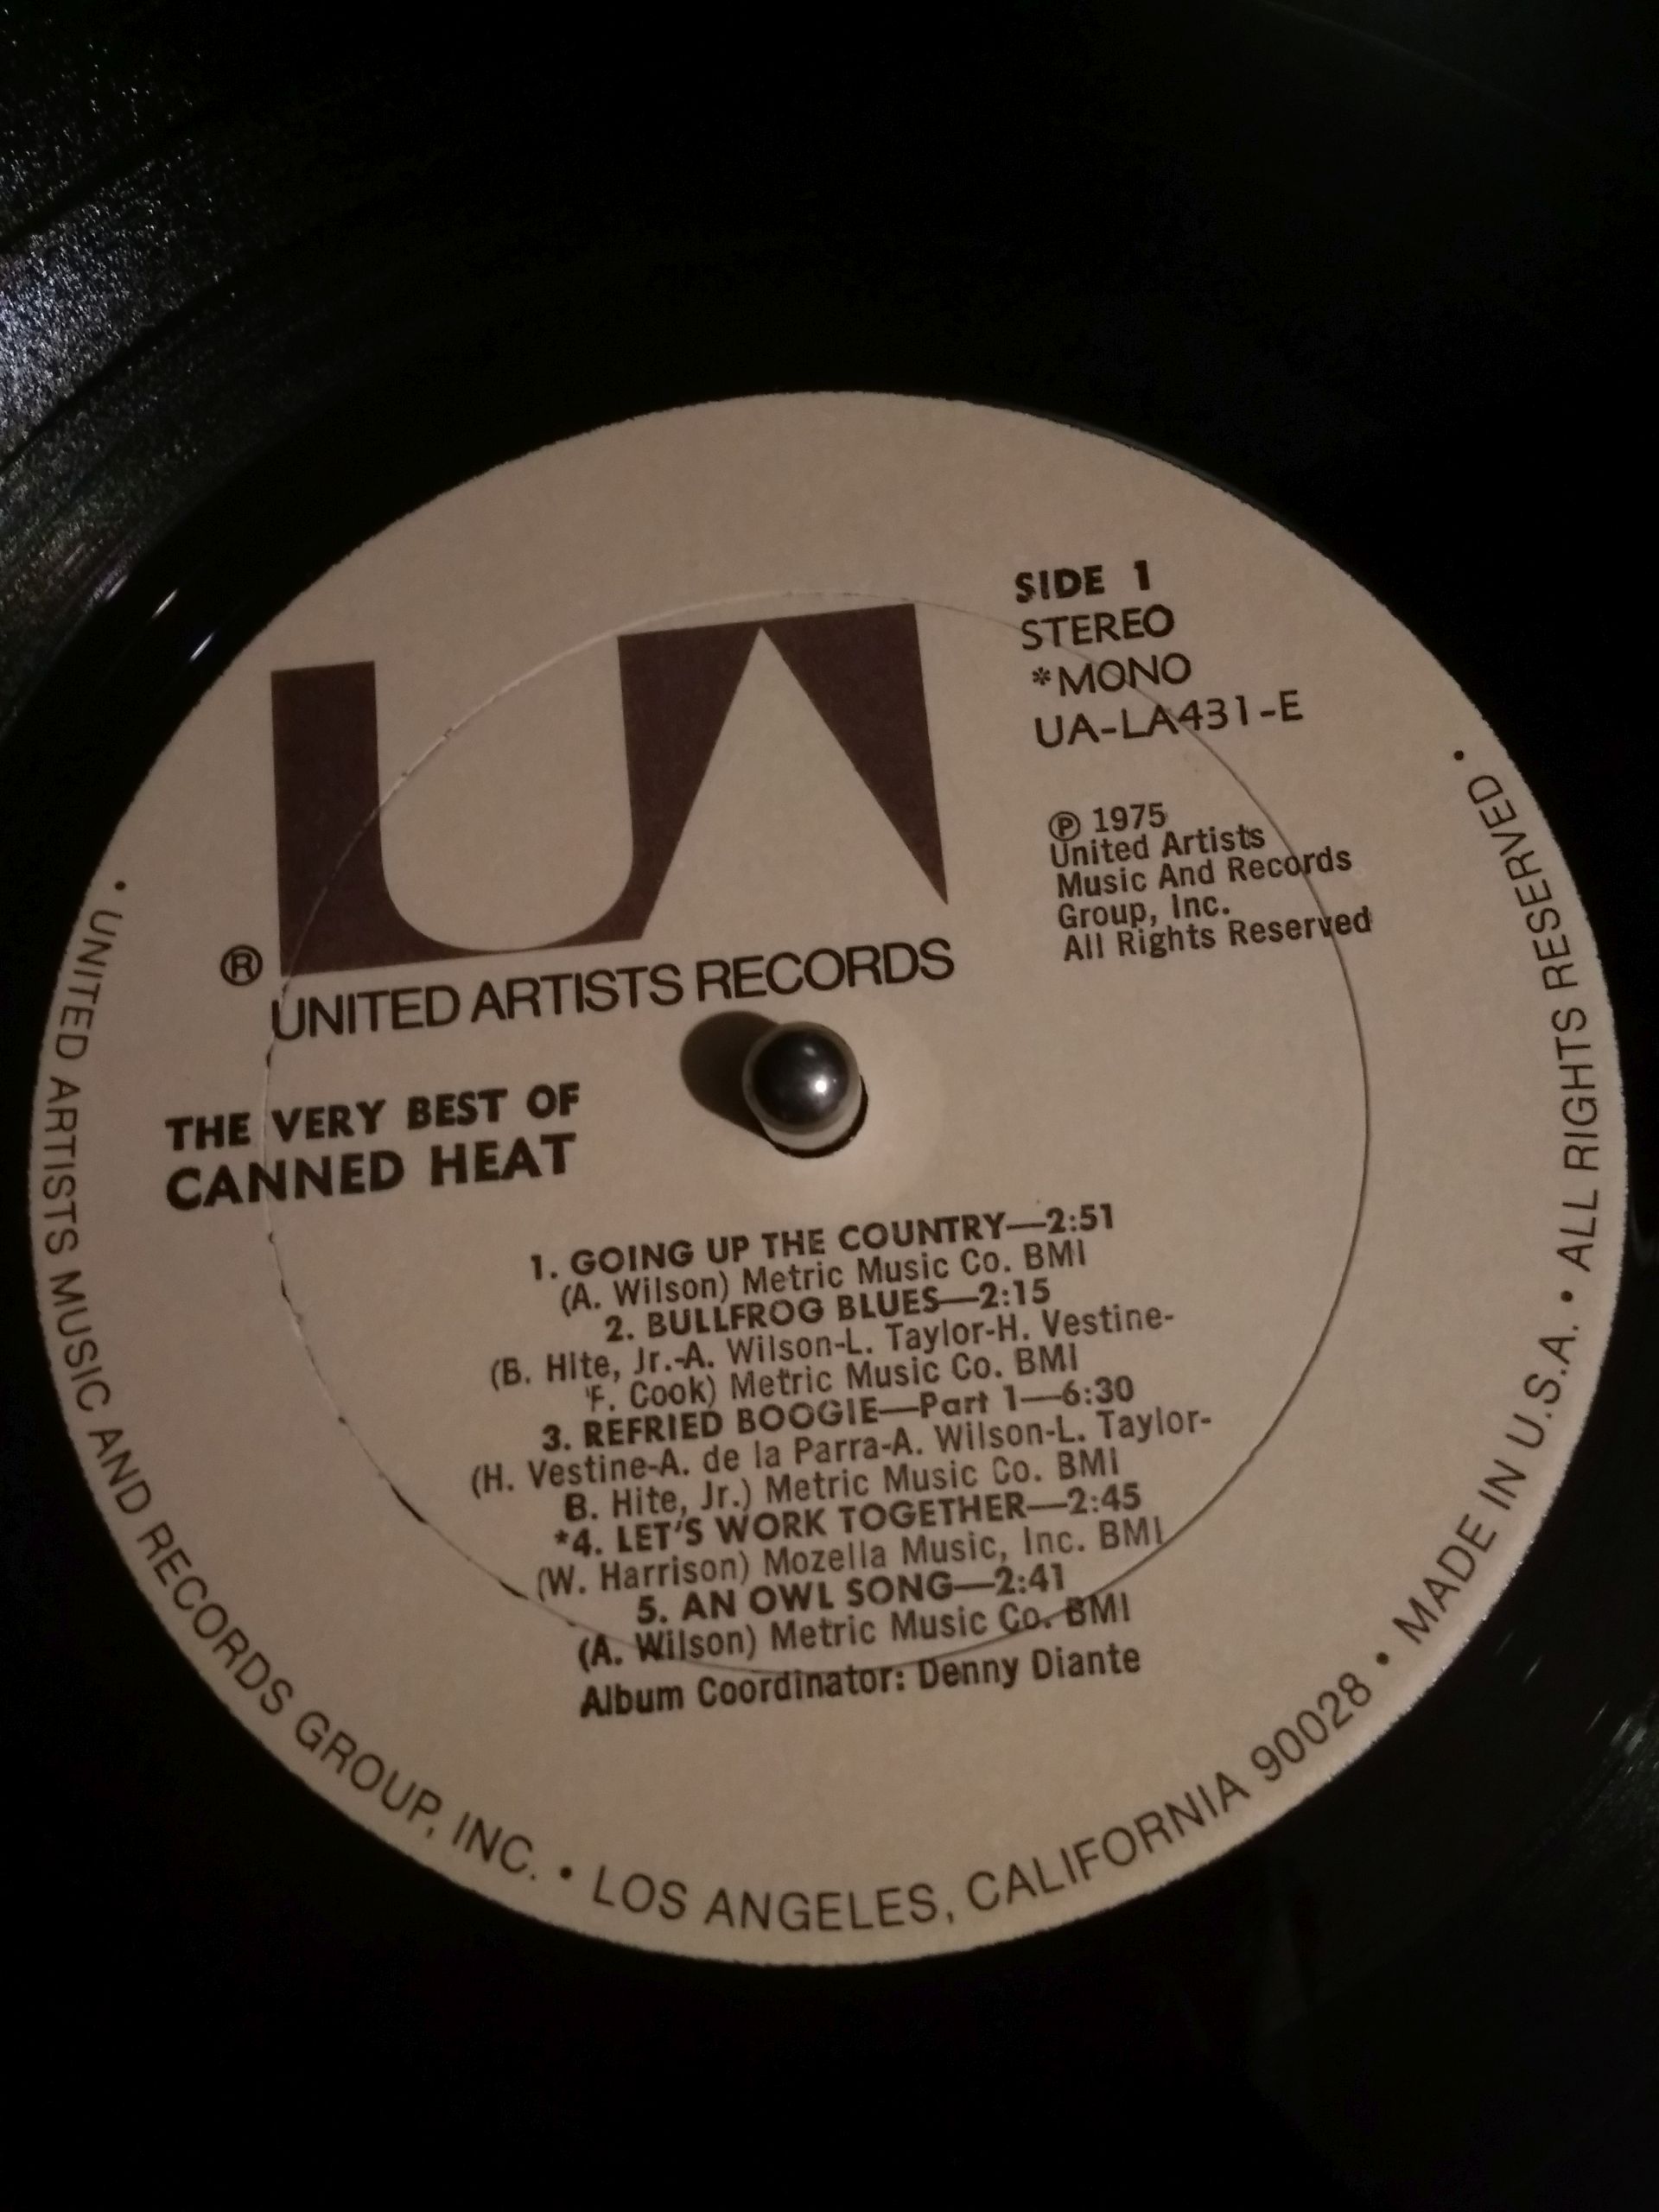 UA
®
UNITED ARTISTS RECORDS
SIDE 1
STEREO
*MONO
UA-LA431-E
℗ 1975
United Artists
Music And Records
Group, Inc.
All Rights Reserved
THE VERY BEST OF
CANNED HEAT
1. GOING UP THE COUNTRY—2:51
(A. Wilson) Metric Music Co. BMI
2. BULLFROG BLUES—2:15
(B. Hite, Jr.-A. Wilson-L. Taylor-H. Vestine-
F. Cook) Metric Music Co. BMI
3. REFRIED BOOGIE—Part 1—6:30
(H. Vestine-A. de la Parra-A. Wilson-L. Taylor-
B. Hite, Jr.) Metric Music Co. BMI
*4. LET'S WORK TOGETHER—2:45
(W. Harrison) Mozella Music, Inc. BMI
5. AN OWL SONG—2:41
(A. Wilson) Metric Music Co. BMI
Album Coordinator: Denny Diante
• UNITED ARTISTS MUSIC AND RECORDS GROUP, INC. • LOS ANGELES, CALIFORNIA 90028 • MADE IN U.S.A. • ALL RIGHTS RESERVED •